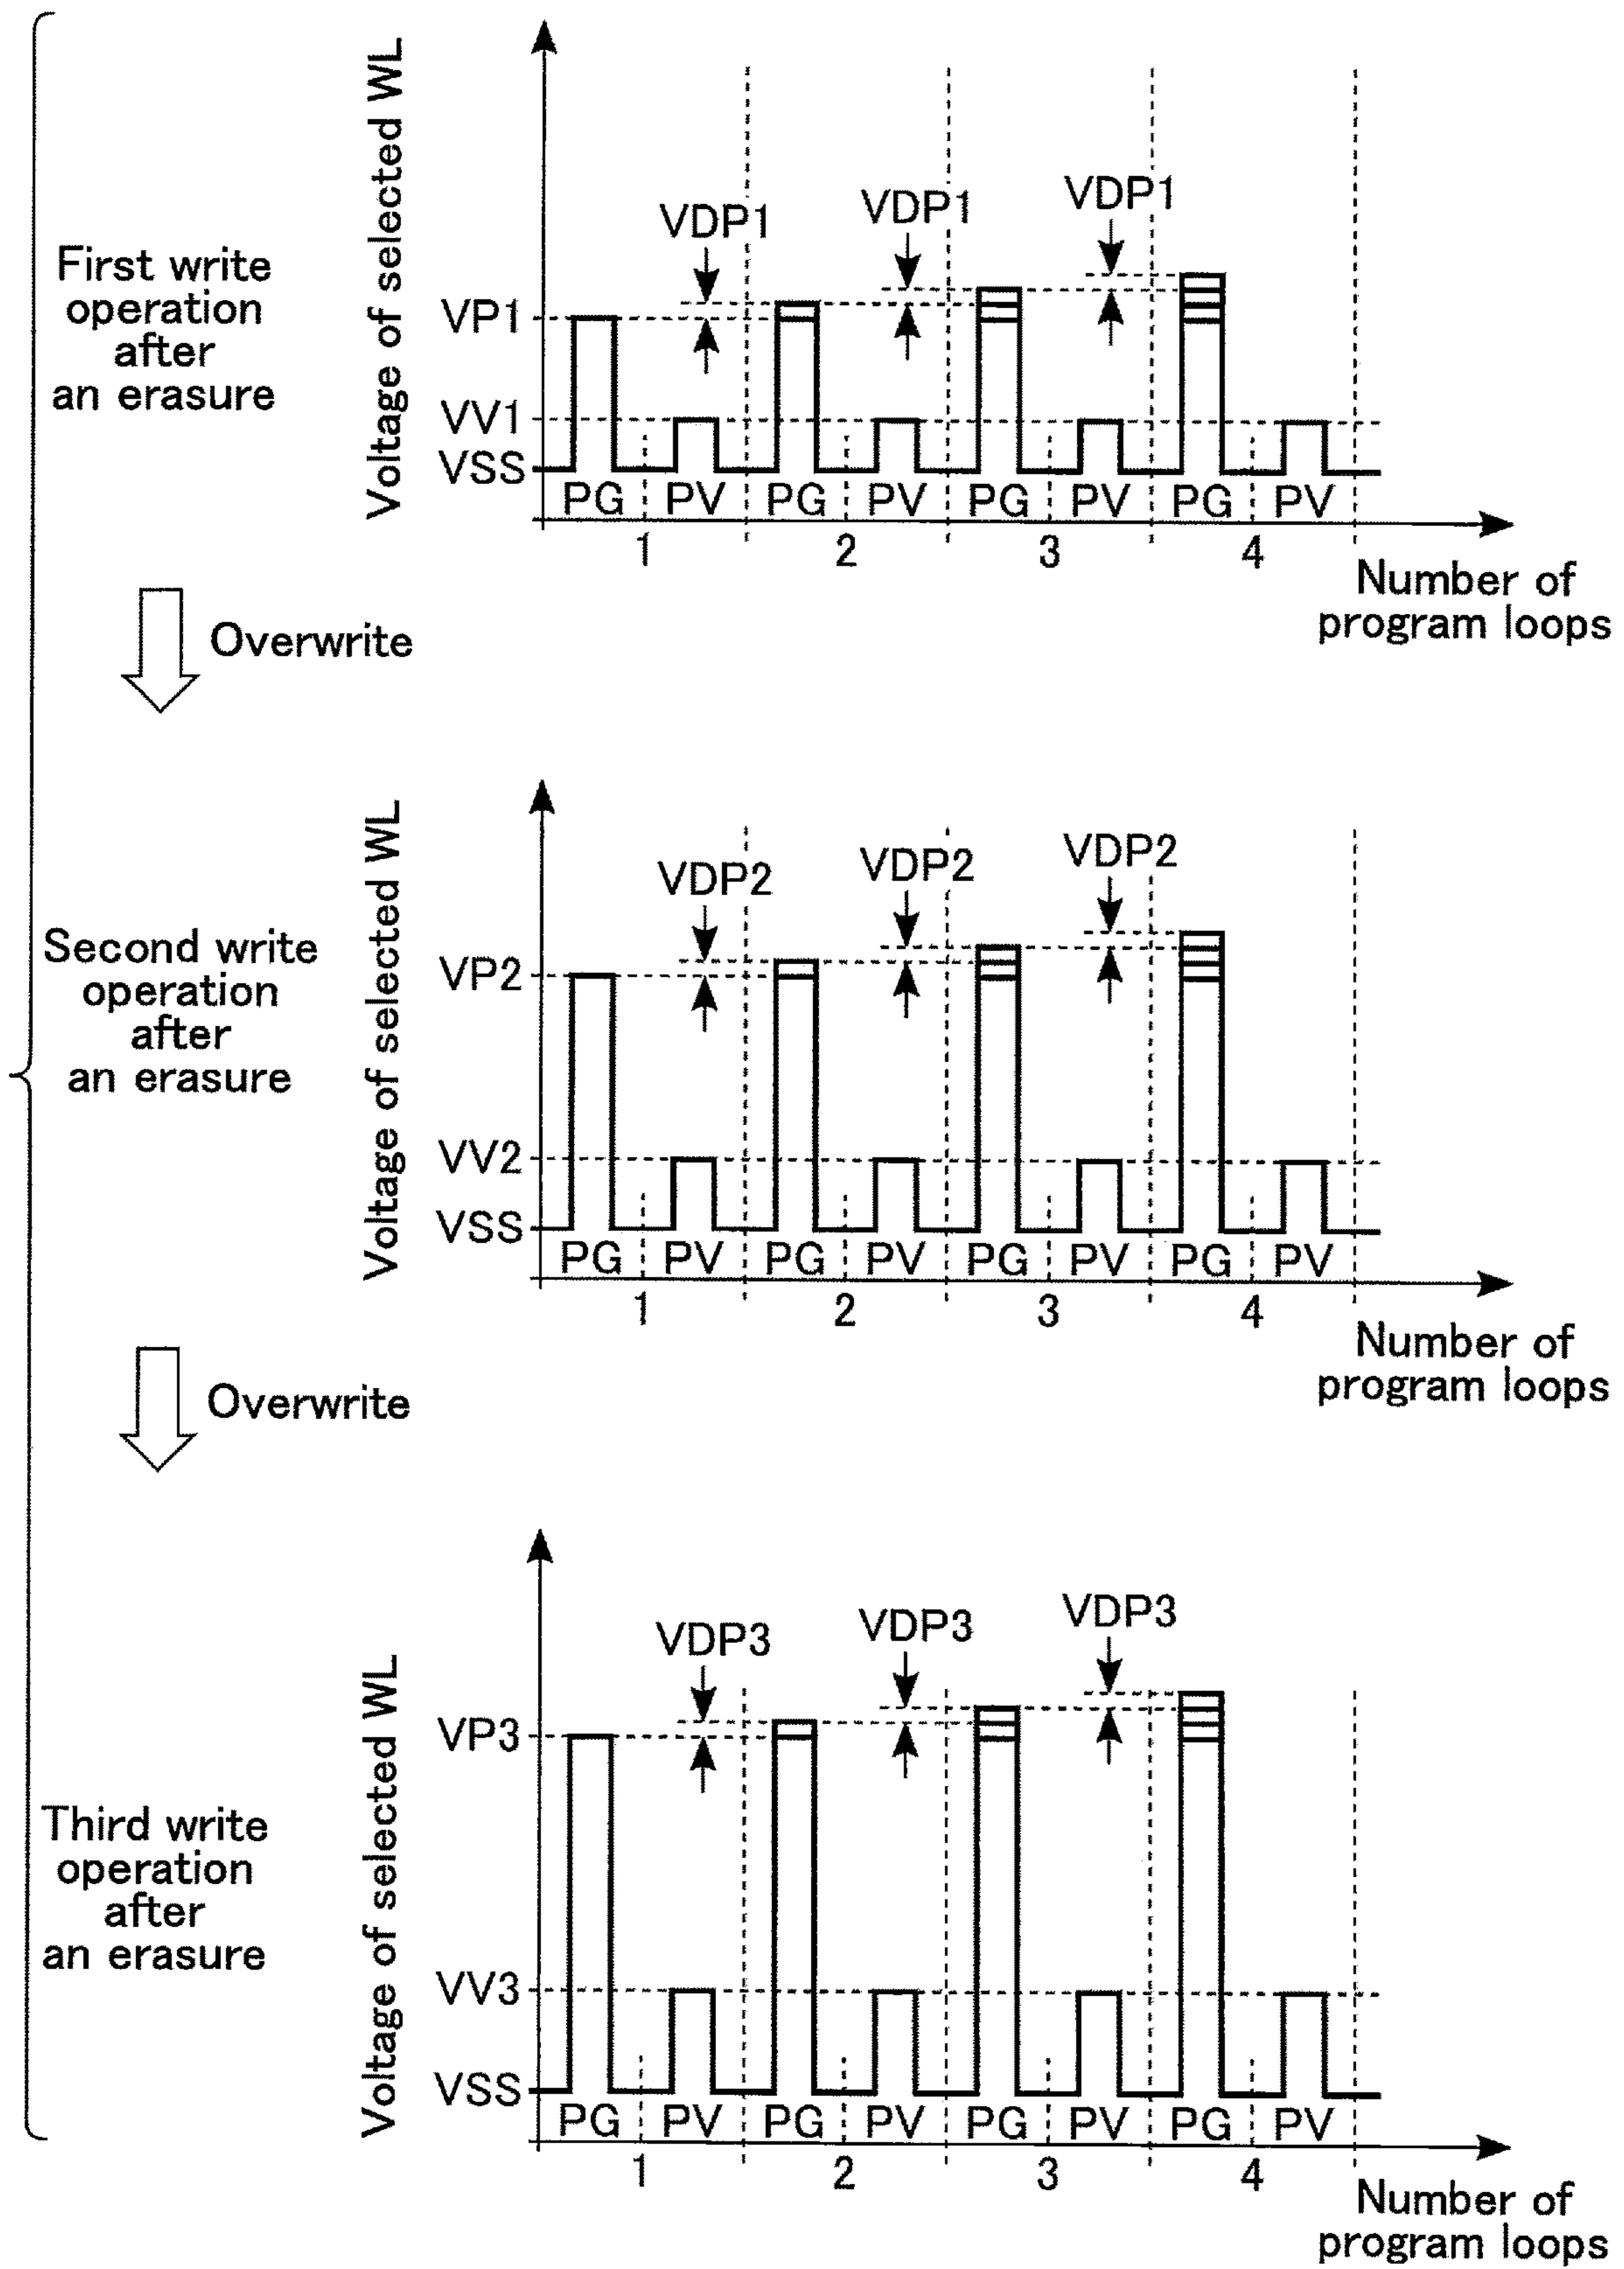 First write
operation
after
an erasure
Voltage of selected WL
VDP1 VDP1 VDP1
VP1
VV1
VSS
PG PV PG PV PG PV PG PV
1 2 3 4
Number of
program loops
Overwrite
Second write
operation
after
an erasure
Voltage of selected WL
VDP2 VDP2 VDP2
VP2
VV2
VSS
PG PV PG PV PG PV PG PV
1 2 3 4
Number of
program loops
Overwrite
Third write
operation
after
an erasure
Voltage of selected WL
VDP3 VDP3 VDP3
VP3
VV3
VSS
PG PV PG PV PG PV PG PV
1 2 3 4
Number of
program loops